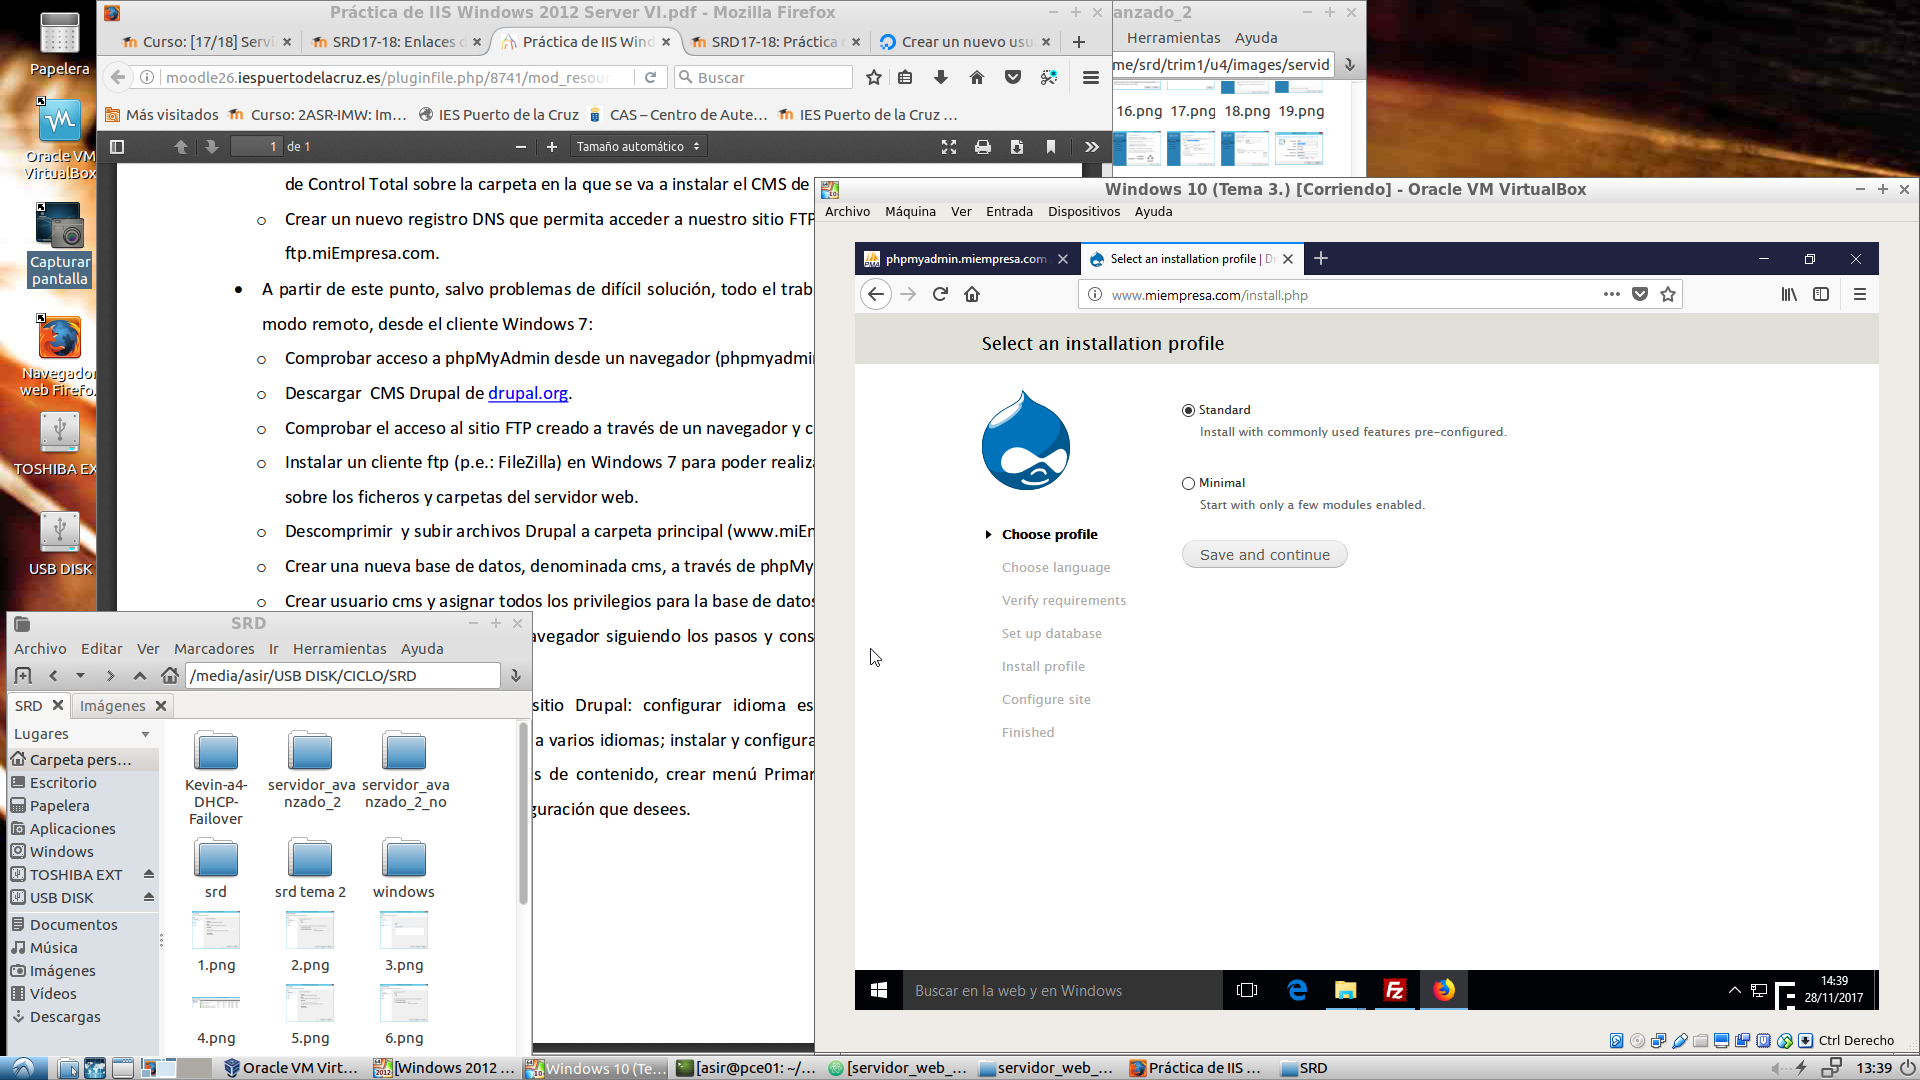 Papelera
Oracle VM
VirtualBox
Capturar
pantalla
Navegador
web Firefo.
TOSHIBA EX
USB DISK
Práctica de IIS Windows 2012 Server VI.pdf - Mozilla Firefox
Curso: [17/18] Servi
SRD17-18: Enlaces d
Práctica de IIS Wind
SRD17-18: Práctica
Crear un nuevo usu
moodle26.iespuertodelacruz.es/pluginfile.php/8741/mod_resour
Buscar
Más visitados
Curso: 2ASR-IMW: Im...
IES Puerto de la Cruz
CAS – Centro de Aute...
IES Puerto de la Cruz ...
1
de 1
Tamaño automático
de Control Total sobre la carpeta en la que se va a instalar el CMS de
o Crear un nuevo registro DNS que permita acceder a nuestro sitio FTP
ftp.miEmpresa.com.
• A partir de este punto, salvo problemas de difícil solución, todo el trab
modo remoto, desde el cliente Windows 7:
o Comprobar acceso a phpMyAdmin desde un navegador (phpmyadmi
o Descargar CMS Drupal de drupal.org.
o Comprobar el acceso al sitio FTP creado a través de un navegador y c
o Instalar un cliente ftp (p.e.: FileZilla) en Windows 7 para poder realiza
sobre los ficheros y carpetas del servidor web.
o Descomprimir y subir archivos Drupal a carpeta principal (www.miEm
o Crear una nueva base de datos, denominada cms, a través de phpMy
o Crear usuario cms y asignar todos los privilegios para la base de datos
avegador siguiendo los pasos y cons
sitio Drupal: configurar idioma es
a varios idiomas; instalar y configura
s de contenido, crear menú Primar
guración que desees.
anzado_2
Herramientas
Ayuda
me/srd/trim1/u4/images/servid
16.png
17.png
18.png
19.png
SRD
Archivo
Editar
Ver
Marcadores
Ir
Herramientas
Ayuda
/media/asir/USB DISK/CICLO/SRD
SRD
Imágenes
Lugares
Carpeta pers...
Escritorio
Papelera
Aplicaciones
Windows
TOSHIBA EXT
USB DISK
Documentos
Música
Imágenes
Vídeos
Descargas
Kevin-a4-
DHCP-
Failover
servidor_ava
nzado_2
servidor_ava
nzado_2_no
srd
srd tema 2
windows
1.png
2.png
3.png
4.png
5.png
6.png
Windows 10 (Tema 3.) [Corriendo] - Oracle VM VirtualBox
Archivo
Máquina
Ver
Entrada
Dispositivos
Ayuda
phpmyadmin.miempresa.com
Select an installation profile | D
www.miempresa.com/install.php
Select an installation profile
Standard
Install with commonly used features pre-configured.
Minimal
Start with only a few modules enabled.
Save and continue
Choose profile
Choose language
Verify requirements
Set up database
Install profile
Configure site
Finished
Buscar en la web y en Windows
14:39
28/11/2017
Ctrl Derecho
Oracle VM Virt...
[Windows 2012 ...
Windows 10 (Te...
[asir@pce01: ~/...
[servidor_web_...
servidor_web_...
Práctica de IIS ...
SRD
13:39